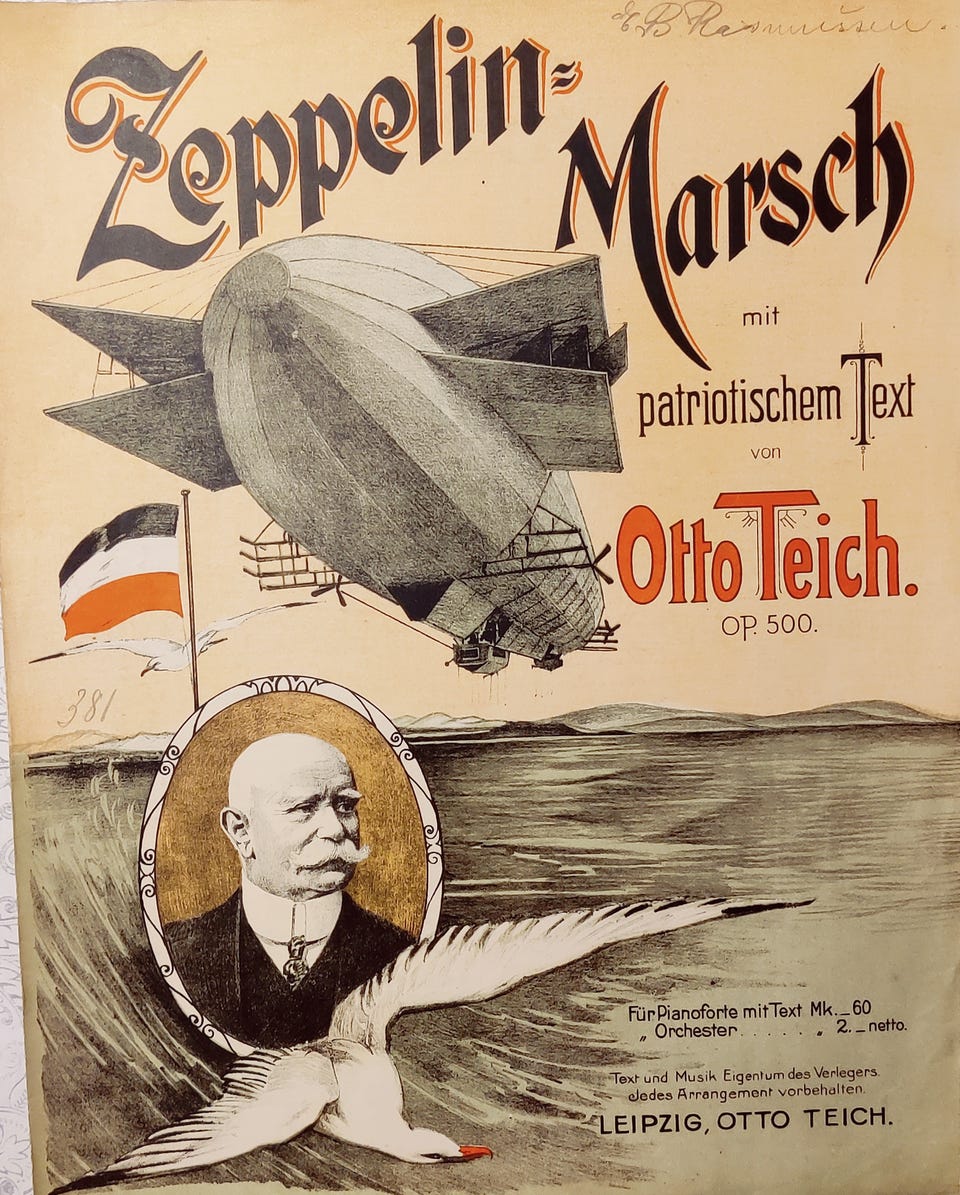 E B Rasmussen.
Zeppelin=
Marsch
mit
patriotischem Text
von
Otto Teich.
OP. 500.
381
Für Pianoforte mit Text Mk._60
„ Orchester . . . . . . „ 2._netto.
Text und Musik Eigentum des Verlegers.
Jedes Arrangement vorbehalten.
LEIPZIG, OTTO TEICH.